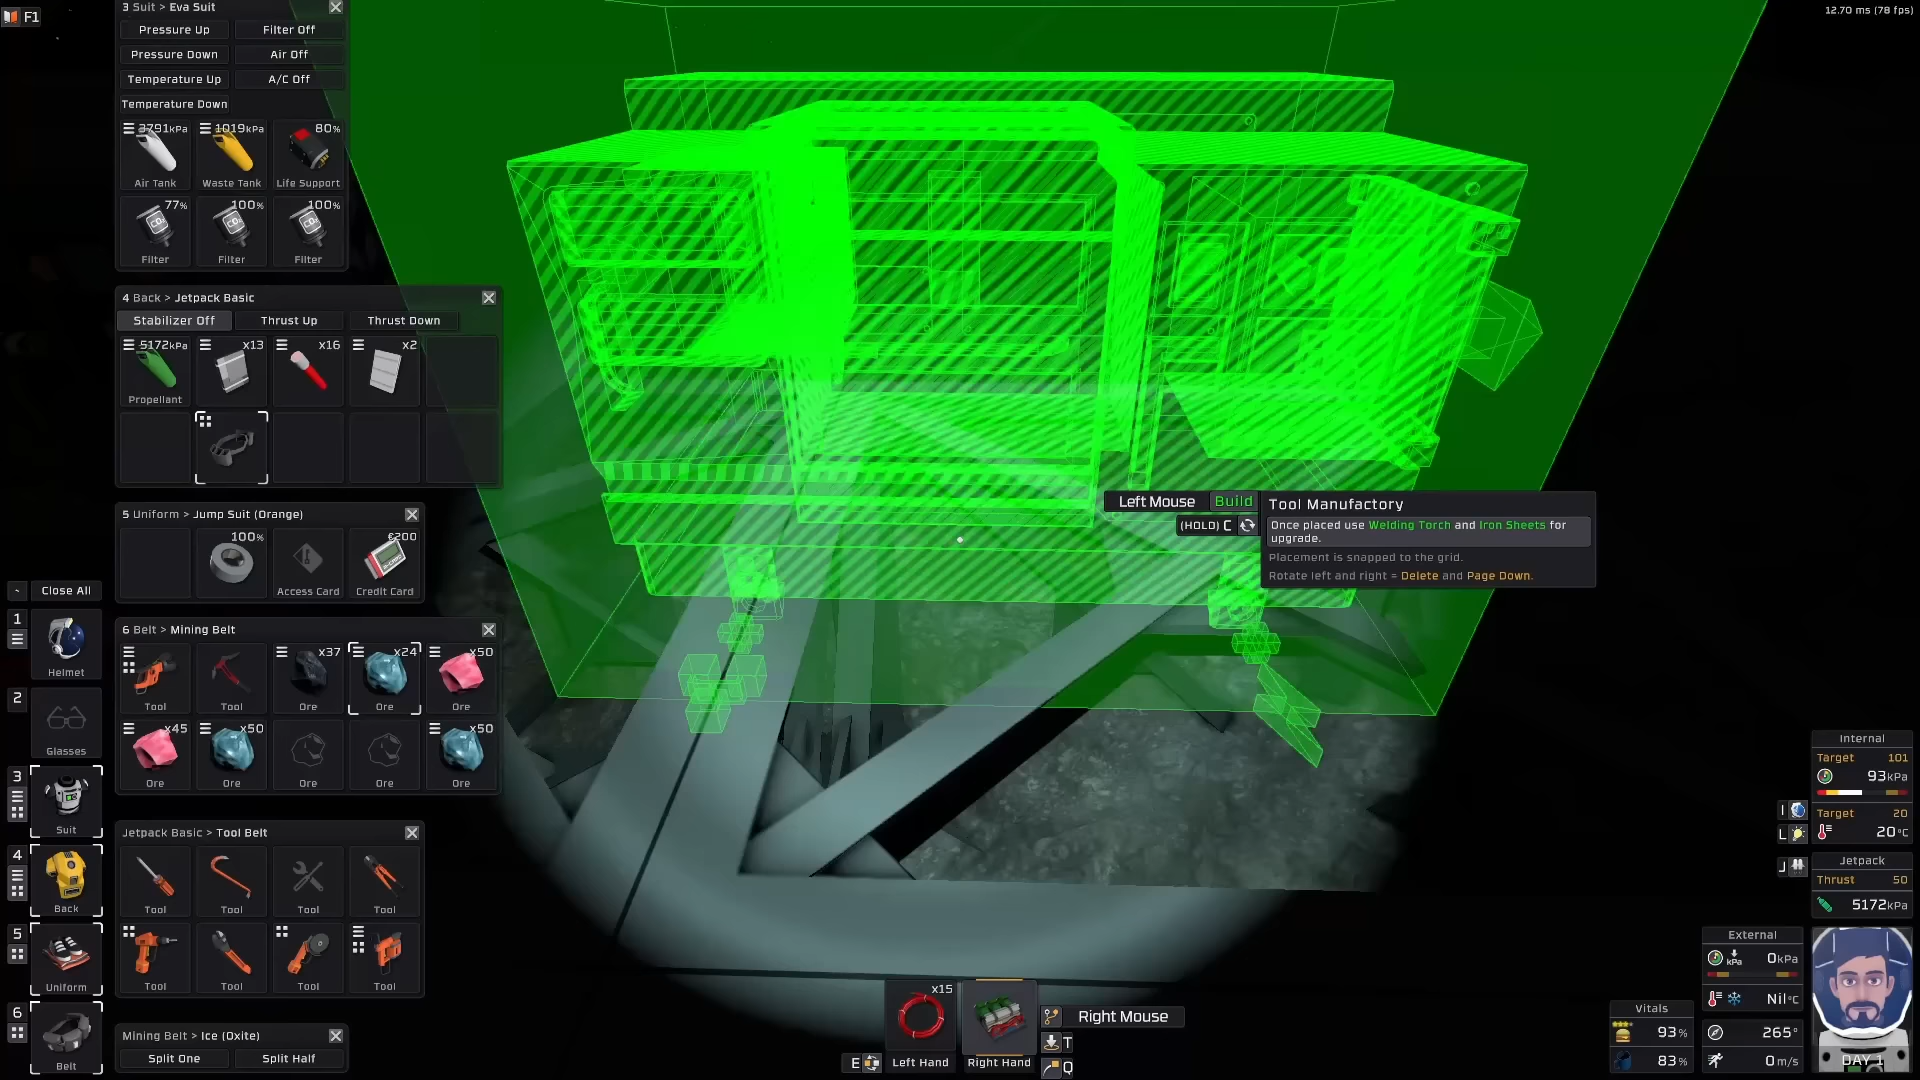 F1
12.70 ms (78 fps)
3 Suit > Eva Suit
Pressure Up Filter Off
Pressure Down Air Off
Temperature Up A/C Off
Temperature Down
3791kPa 1019kPa 80%
Air Tank Waste Tank Life Support
77% 100% 100%
CO₂ CO₂ CO₂
Filter Filter Filter
4 Back > Jetpack Basic
Stabilizer Off Thrust Up Thrust Down
5172kPa x13 x16 x2
Propellant
5 Uniform > Jump Suit (Orange)
100% €200
Access Card Credit Card
6 Belt > Mining Belt
x37 x24 x50
Tool Tool Ore Ore Ore
x45 x50 x50
Ore Ore Ore Ore Ore
Jetpack Basic > Tool Belt
Tool Tool Tool Tool
Tool Tool Tool Tool
Mining Belt > Ice (Oxite)
Split One Split Half
~ Close All
1 Helmet
2 Glasses
3 Suit
4 Back
5 Uniform
6 Belt
Left Mouse Build
(HOLD) C
Tool Manufactory
Once placed use Welding Torch and Iron Sheets for
upgrade.
Placement is snapped to the grid.
Rotate left and right = Delete and Page Down.
x15
E Left Hand Right Hand
Right Mouse
T
Q
Internal
Target 101
93kPa
Target 20
20°C
I
L
J
Jetpack
Thrust 50
5172kPa
External
kPa 0kPa
Nil°C
265°
0m/s
Vitals
93%
83%
DAY 1